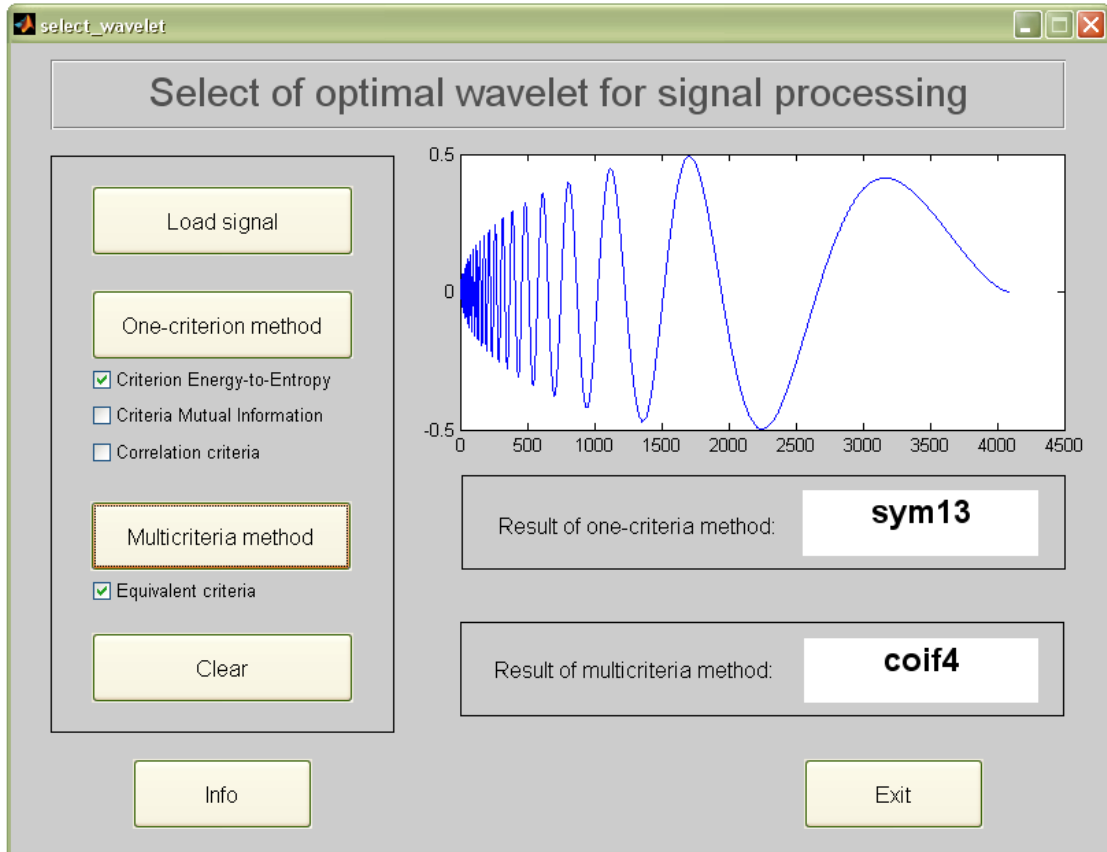 select_wavelet
Select of optimal wavelet for signal processing
Load signal
One-criterion method
Criterion Energy-to-Entropy
Criteria Mutual Information
Correlation criteria
Multicriteria method
Equivalent criteria
Clear
Info
0.5
0
-0.5
0 500 1000 1500 2000 2500 3000 3500 4000 4500
Result of one-criteria method: sym13
Result of multicriteria method: coif4
Exit